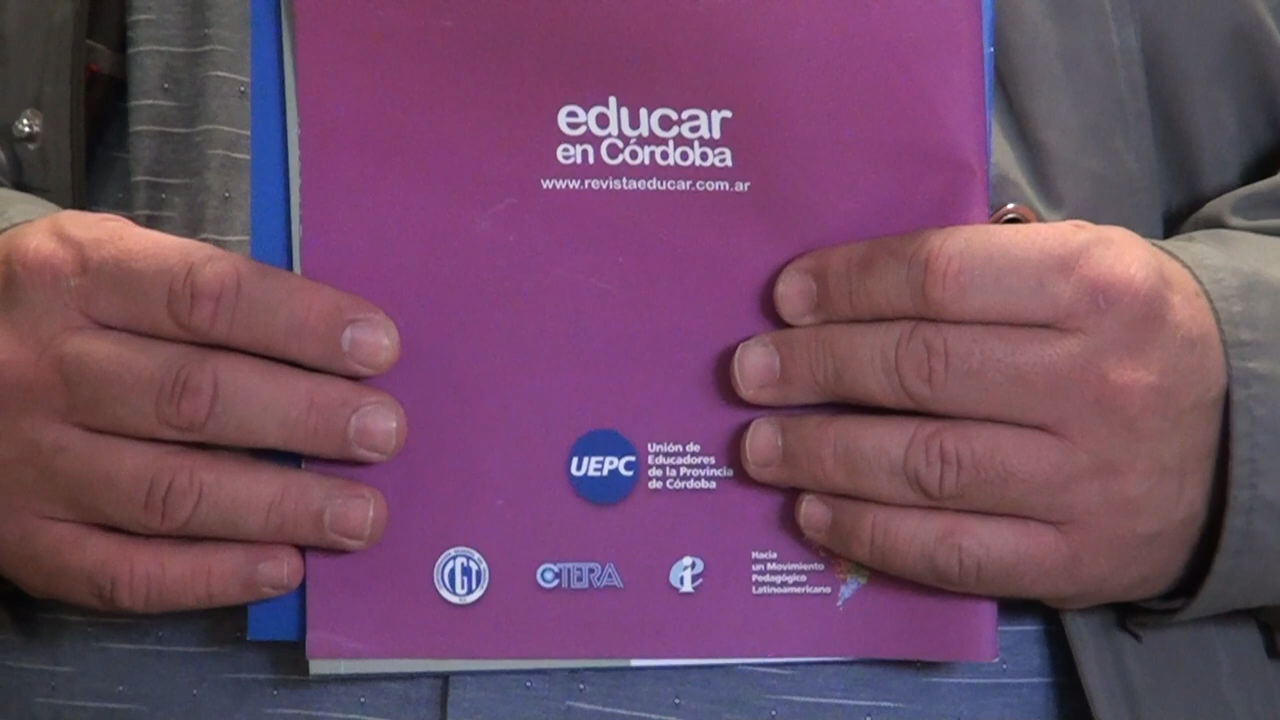 educar
en Córdoba
www.revistaeducar.com.ar
UEPC
Unión de
Educadores
de la Provincia
de Córdoba
CGT
CTERA
ie
Hacia
un Movimiento
Pedagógico
Latinoamericano